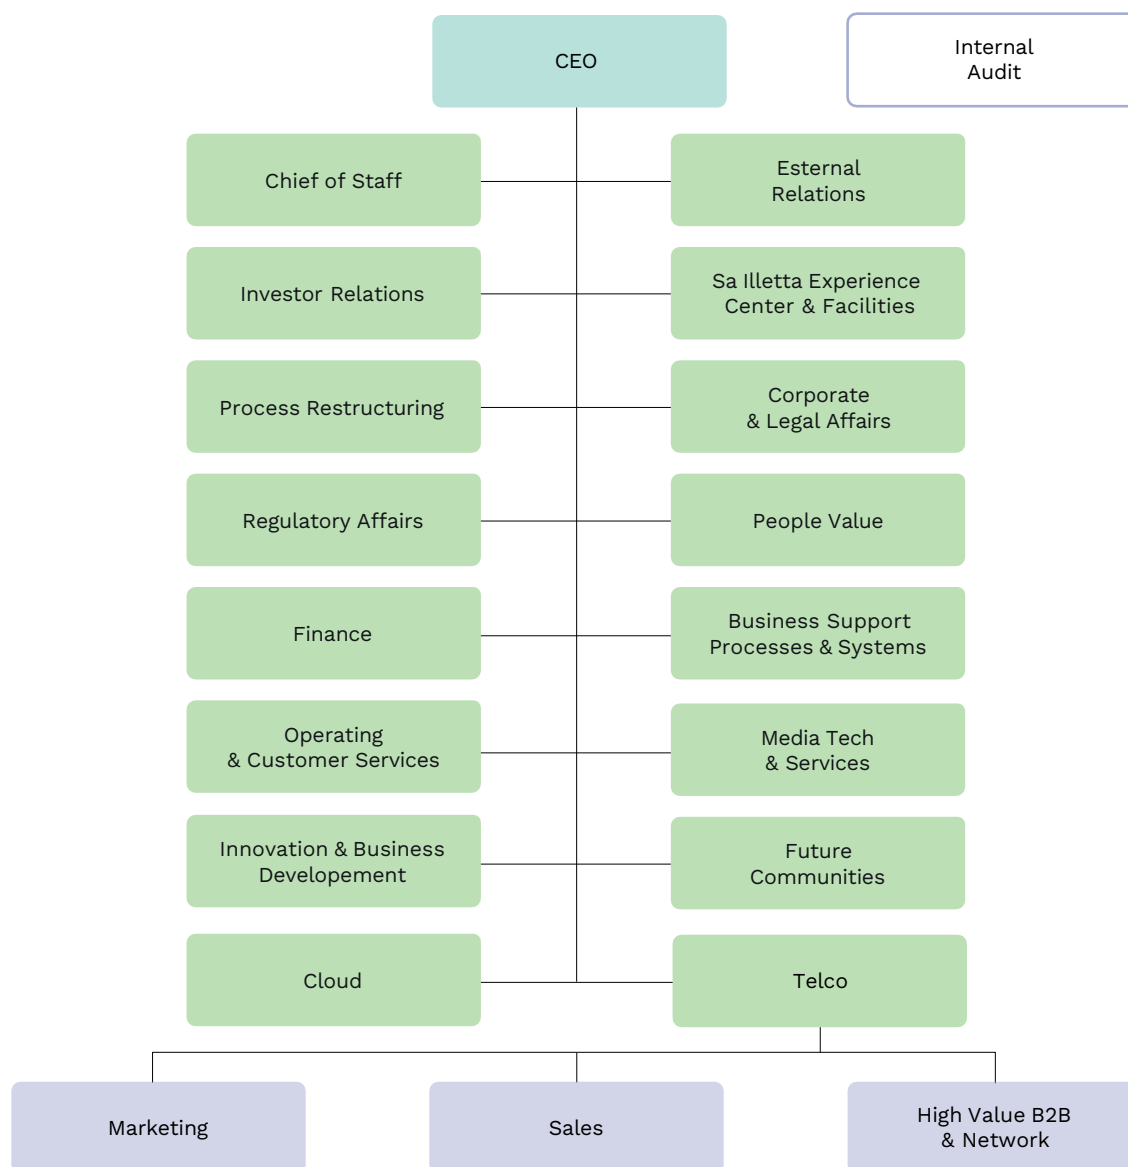 CEO
Internal
Audit
Chief of Staff
Esternal
Relations
Investor Relations
Sa Illetta Experience
Center & Facilities
Process Restructuring
Corporate
& Legal Affairs
Regulatory Affairs
People Value
Finance
Business Support
Processes & Systems
Operating
& Customer Services
Media Tech
& Services
Innovation & Business
Developement
Future
Communities
Cloud
Telco
Marketing
Sales
High Value B2B
& Network